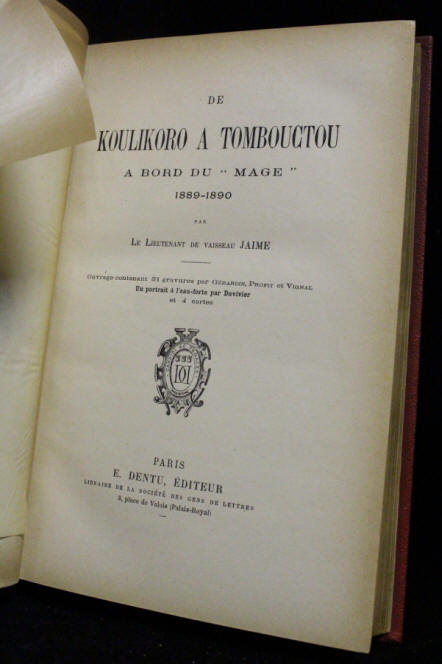 DE
KOULIKORO A TOMBOUCTOU
A BORD DU “ MAGE ”
1889-1890
PAR
LE LIEUTENANT DE VAISSEAU JAIME
Ouvrage contenant 31 gravures par GÉRARDIN, PROFIT et VIGNAL
Un portrait à l'eau-forte par Duvivier
et 4 cartes
PARIS
E. DENTU, ÉDITEUR
LIBRAIRE DE LA SOCIÉTÉ DES GENS DE LETTRES
3, place de Valois (Palais-Royal)